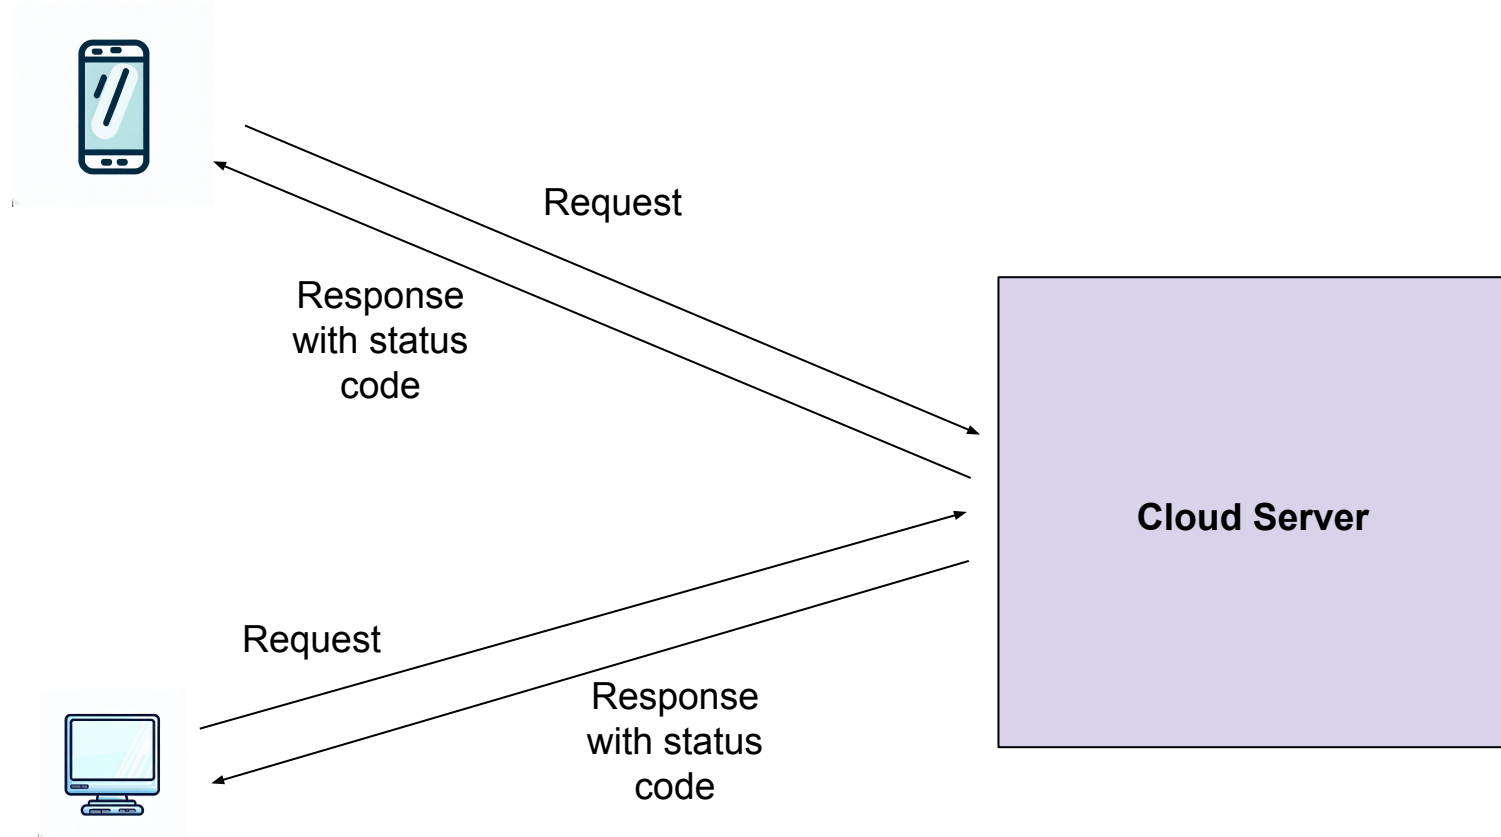 Request
Response
with status
code
Cloud Server
Request
Response
with status
code